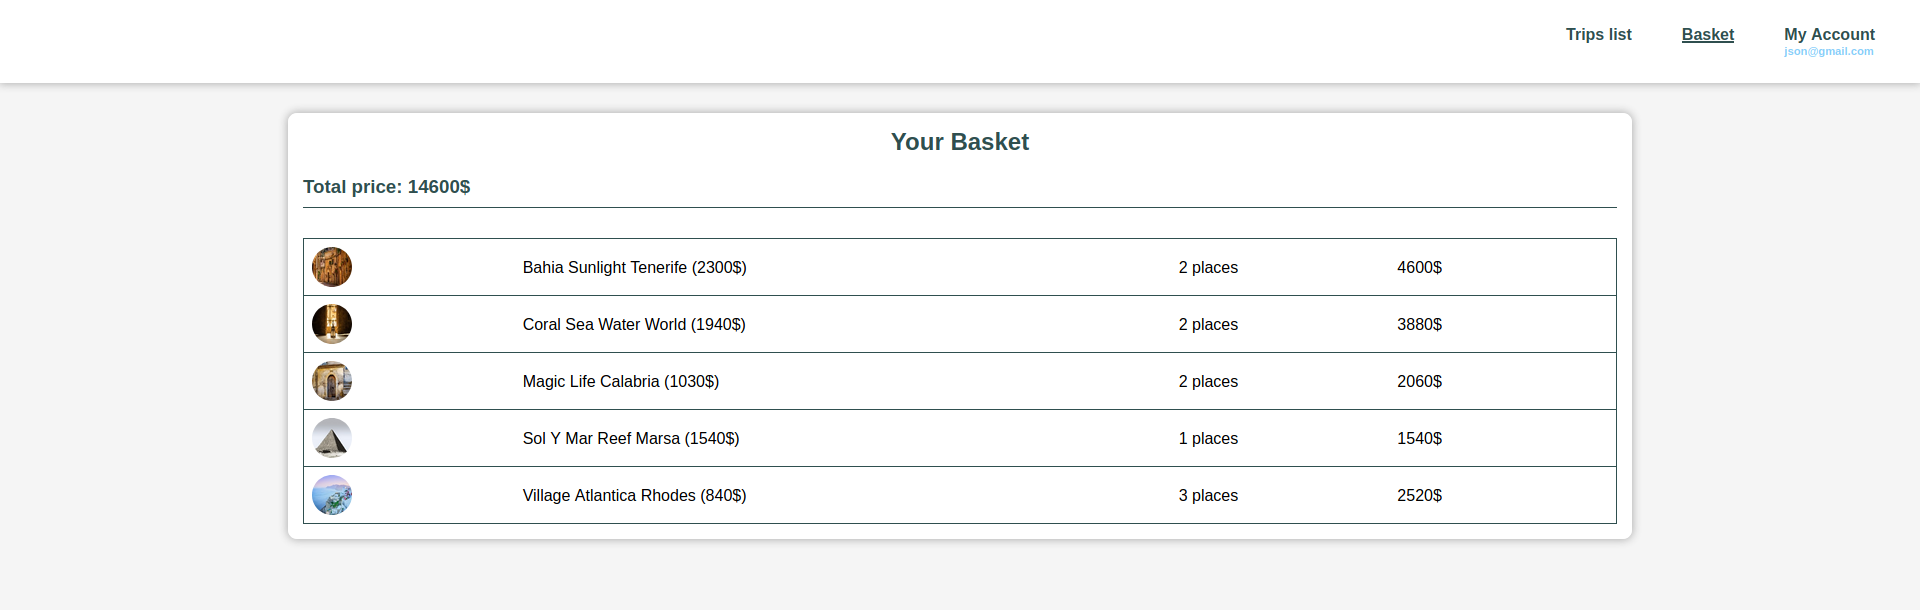 Trips list Basket My Account
json@gmail.com
Your Basket
Total price: 14600$
Bahia Sunlight Tenerife (2300$) 2 places 4600$
Coral Sea Water World (1940$) 2 places 3880$
Magic Life Calabria (1030$) 2 places 2060$
Sol Y Mar Reef Marsa (1540$) 1 places 1540$
Village Atlantica Rhodes (840$) 3 places 2520$